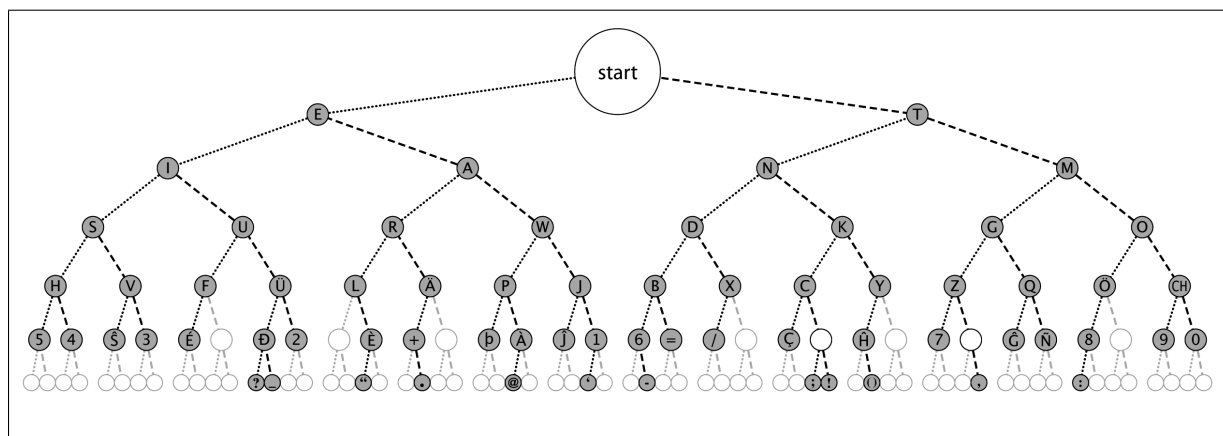 start
E T
I A N M
S U R W D K G O
H V F Ü L Ä P J B X C Y Z Q Ö CH
5 4 Ŝ 3 É Đ 2 È + þ À Ĵ 1 6 = / Ç Ĥ 7 Ĝ Ñ 8 9 0
? _ “ . @ ‘ - ; ! () , :